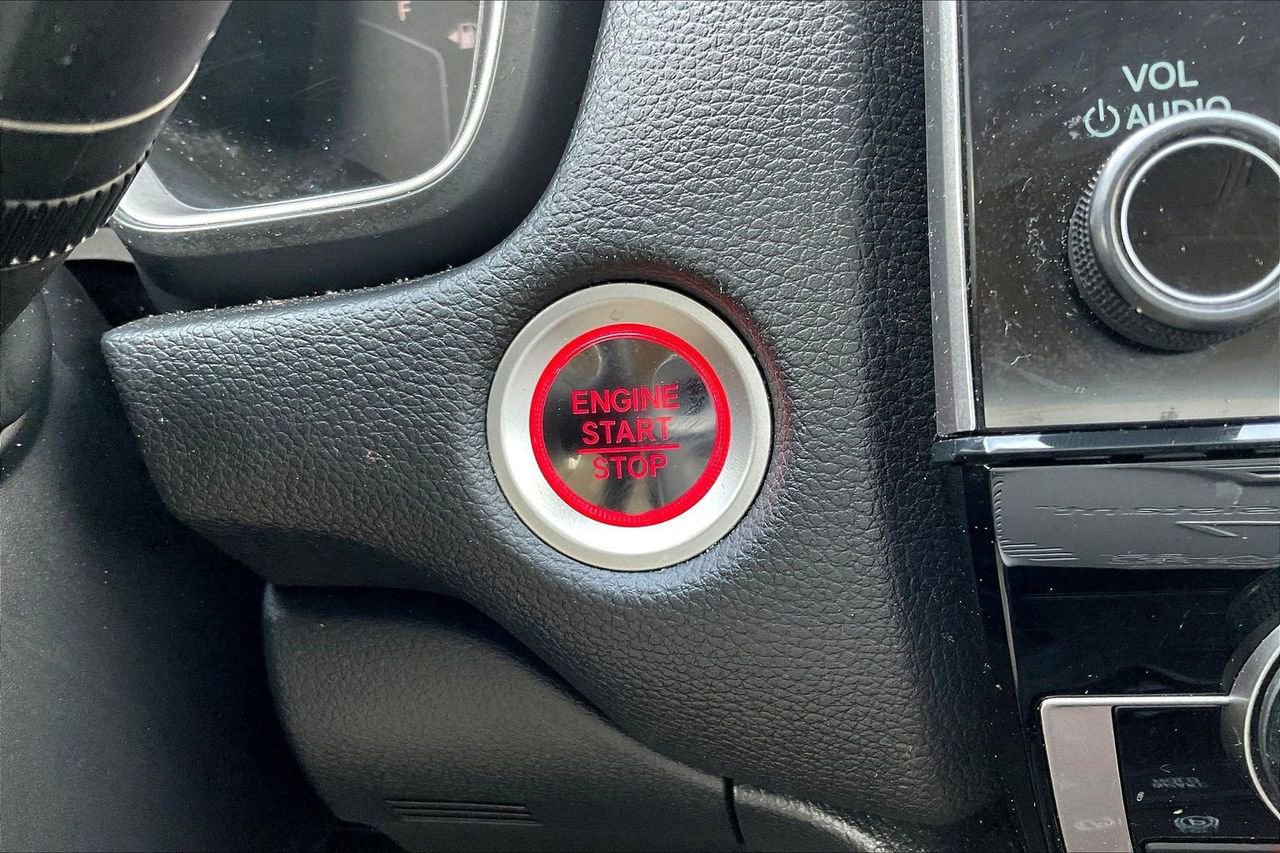 F
VOL
AUDIO
ENGINE
START
STOP